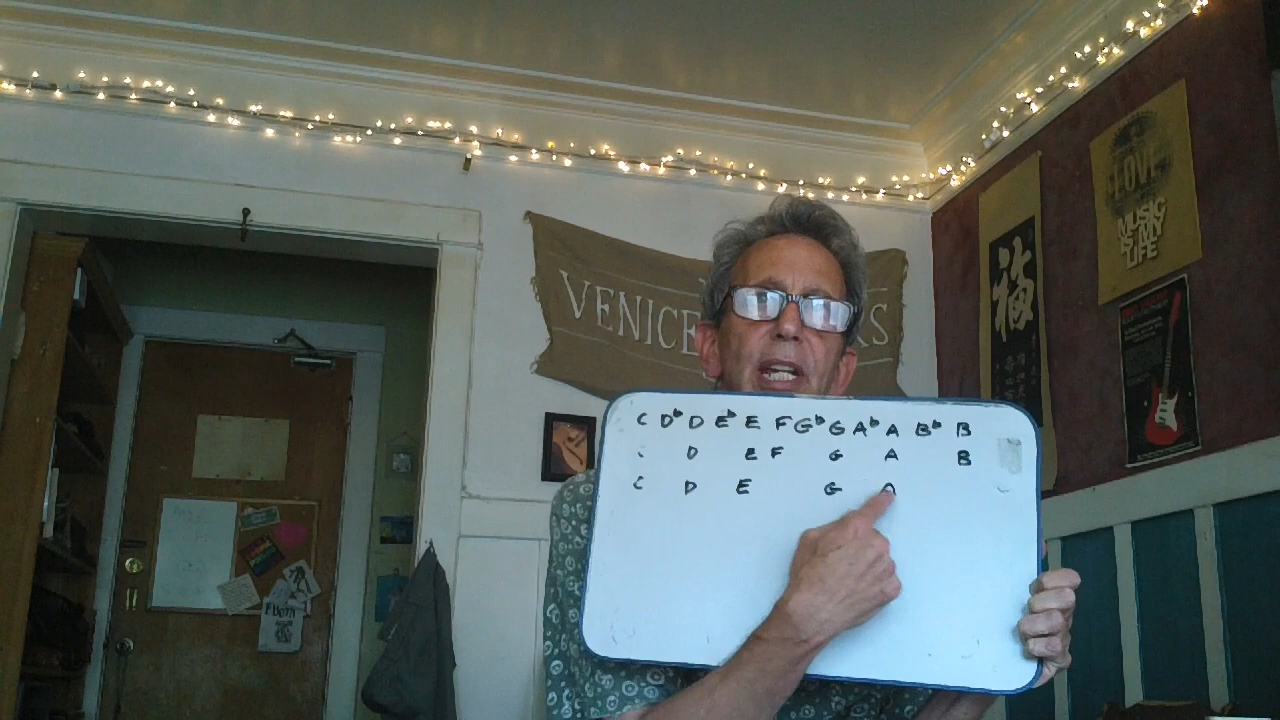 VENICE
LOVE
MUSIC
IS MY
LIFE
福
C D♭ D E♭ E F G♭ G A♭ A B♭ B
D E F G A B
C D E G A